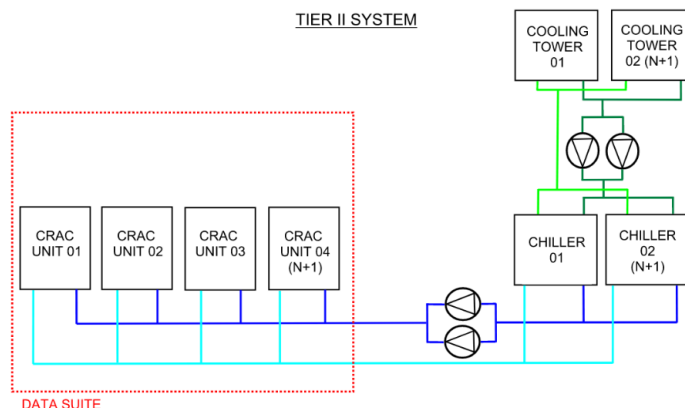 TIER II SYSTEM
COOLING
TOWER
01
COOLING
TOWER
02 (N+1)
CRAC
UNIT 01
CRAC
UNIT 02
CRAC
UNIT 03
CRAC
UNIT 04
(N+1)
CHILLER
01
CHILLER
02
(N+1)
DATA SUITE